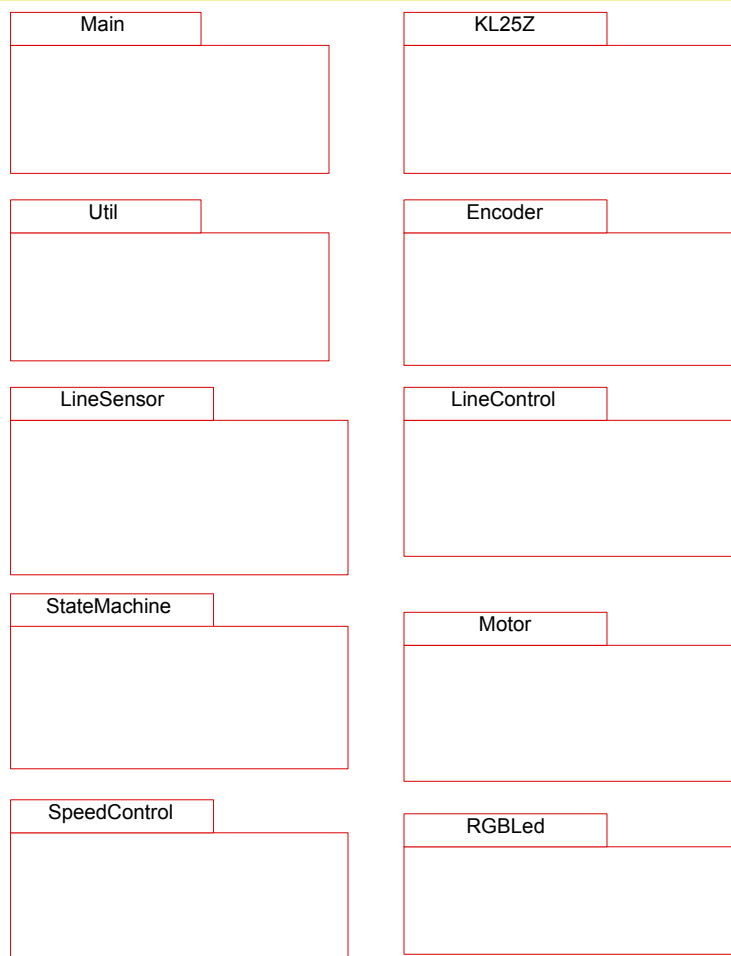 Main
KL25Z
Util
Encoder
LineSensor
LineControl
StateMachine
Motor
SpeedControl
RGBLed